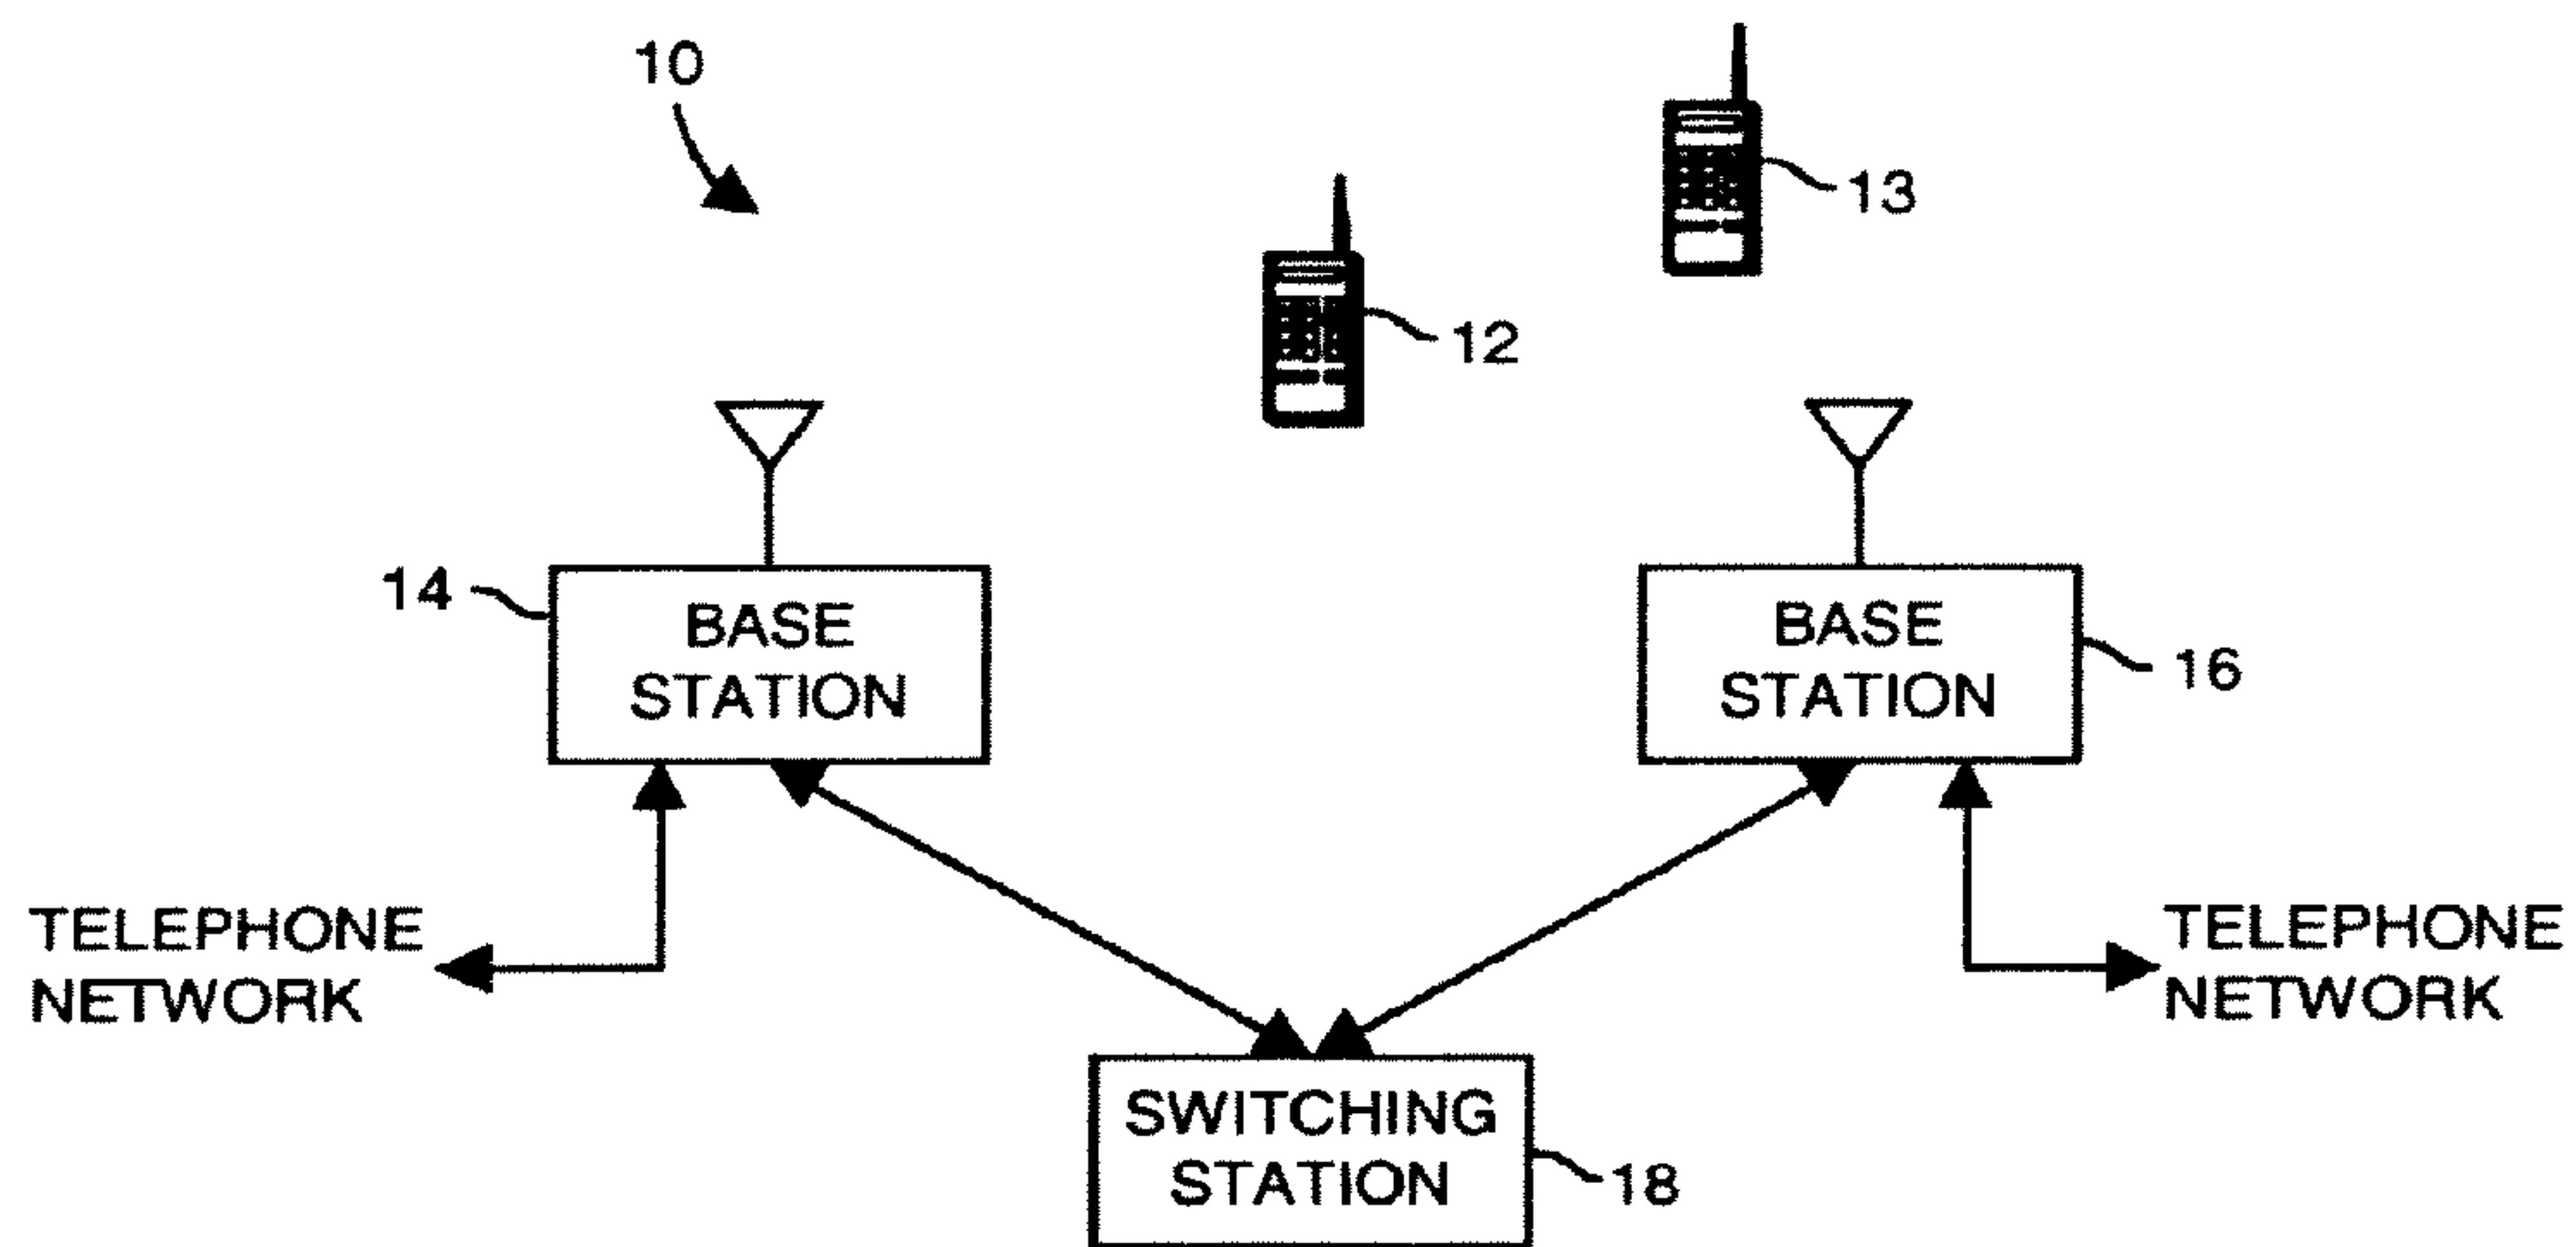 10
13
12
14
BASE
STATION
BASE
STATION
16
TELEPHONE
NETWORK
TELEPHONE
NETWORK
SWITCHING
STATION
18